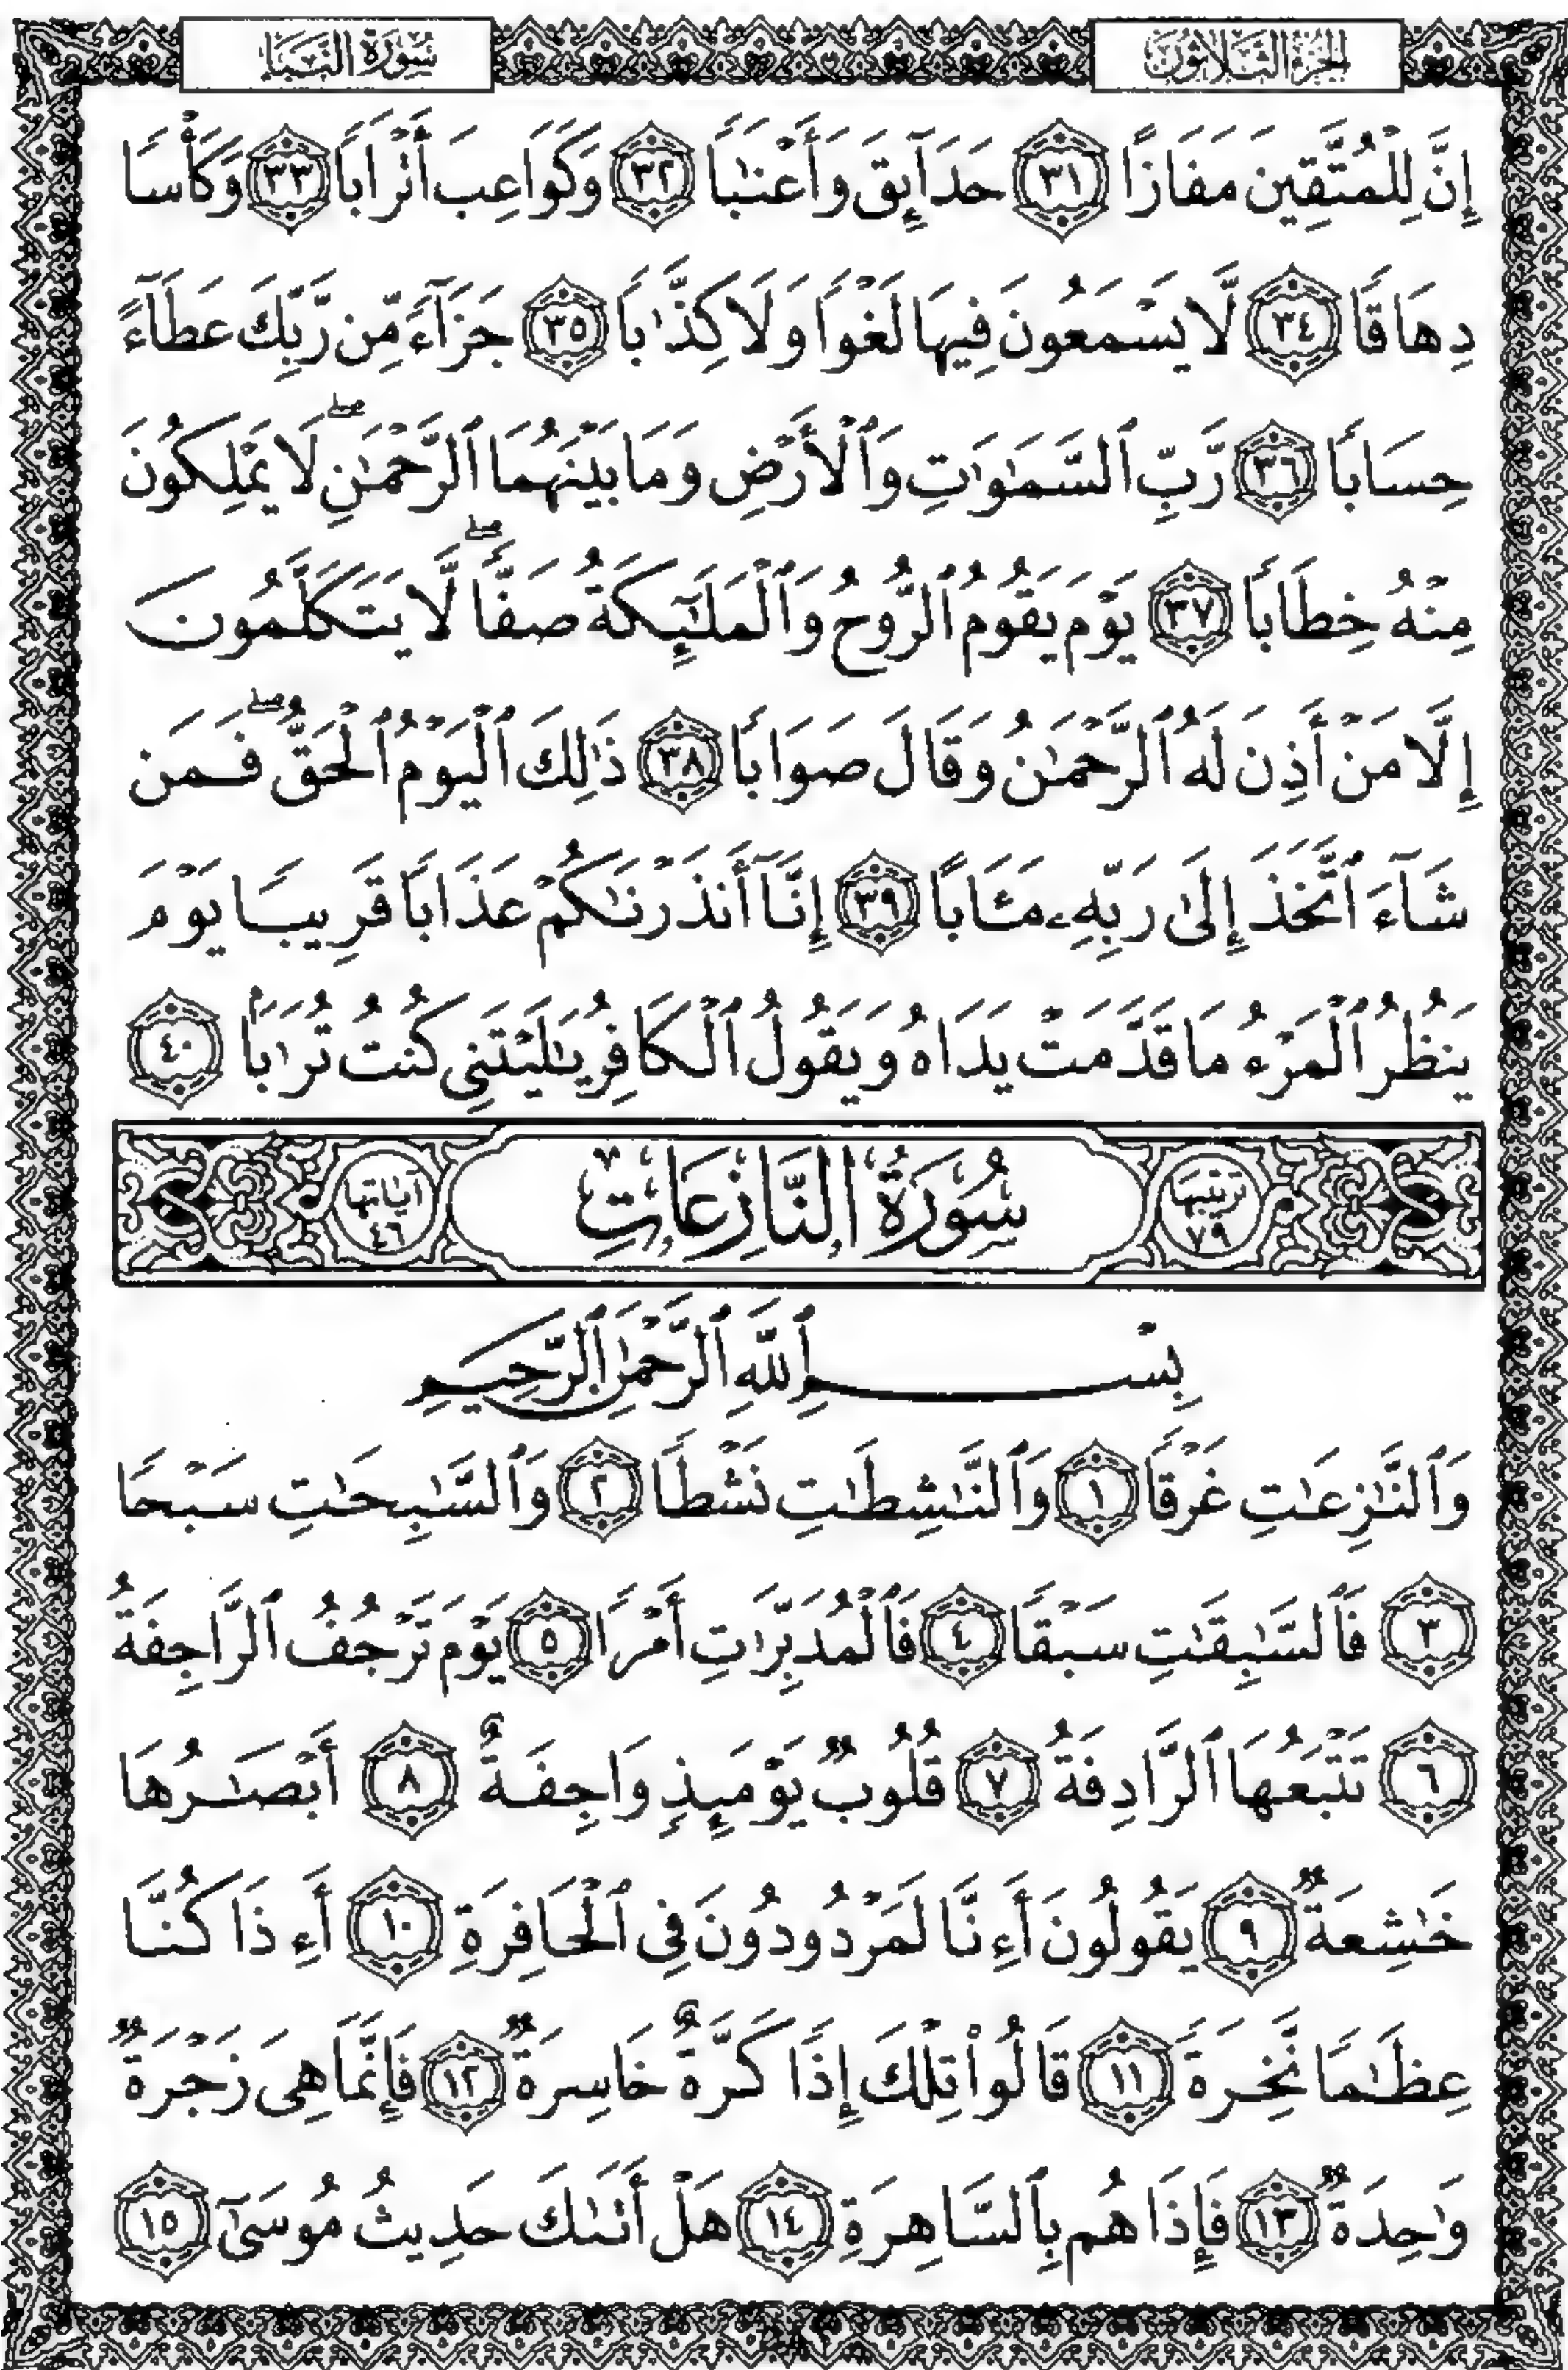 الجزء الثلاثون
سورة النبإ
إِنَّ لِلْمُتَّقِينَ مَفَازًا ٣١ حَدَآئِقَ وَأَعْنَٰبًا ٣٢ وَكَوَاعِبَ أَتْرَابًا ٣٣ وَكَأْسًا
دِهَاقًا ٣٤ لَّا يَسْمَعُونَ فِيهَا لَغْوًا وَلَا كِذَّٰبًا ٣٥ جَزَآءً مِّن رَّبِّكَ عَطَآءً
حِسَابًا ٣٦ رَّبِّ ٱلسَّمَٰوَٰتِ وَٱلْأَرْضِ وَمَا بَيْنَهُمَا ٱلرَّحْمَٰنِ ۖ لَا يَمْلِكُونَ
مِنْهُ خِطَابًا ٣٧ يَوْمَ يَقُومُ ٱلرُّوحُ وَٱلْمَلَٰٓئِكَةُ صَفًّا ۖ لَّا يَتَكَلَّمُونَ
إِلَّا مَنْ أَذِنَ لَهُ ٱلرَّحْمَٰنُ وَقَالَ صَوَابًا ٣٨ ذَٰلِكَ ٱلْيَوْمُ ٱلْحَقُّ ۖ فَمَن
شَآءَ ٱتَّخَذَ إِلَىٰ رَبِّهِۦ مَـَٔابًا ٣٩ إِنَّآ أَنذَرْنَٰكُمْ عَذَابًا قَرِيبًا يَوْمَ
يَنظُرُ ٱلْمَرْءُ مَا قَدَّمَتْ يَدَاهُ وَيَقُولُ ٱلْكَافِرُ يَٰلَيْتَنِى كُنتُ تُرَٰبًۢا ٤٠
ترتيبها ٧٩
سُورَةُ النَّازِعَاتِ
آياتها ٤٦
بِسْمِ ٱللَّهِ ٱلرَّحْمَٰنِ ٱلرَّحِيمِ
وَٱلنَّٰزِعَٰتِ غَرْقًا ١ وَٱلنَّٰشِطَٰتِ نَشْطًا ٢ وَٱلسَّٰبِحَٰتِ سَبْحًا
٣ فَٱلسَّٰبِقَٰتِ سَبْقًا ٤ فَٱلْمُدَبِّرَٰتِ أَمْرًا ٥ يَوْمَ تَرْجُفُ ٱلرَّاجِفَةُ
٦ تَتْبَعُهَا ٱلرَّادِفَةُ ٧ قُلُوبٌ يَوْمَئِذٍ وَاجِفَةٌ ٨ أَبْصَٰرُهَا
خَٰشِعَةٌ ٩ يَقُولُونَ أَءِنَّا لَمَرْدُودُونَ فِى ٱلْحَافِرَةِ ١٠ أَءِذَا كُنَّا
عِظَٰمًا نَّخِرَةً ١١ قَالُوا۟ تِلْكَ إِذًا كَرَّةٌ خَاسِرَةٌ ١٢ فَإِنَّمَا هِىَ زَجْرَةٌ
وَٰحِدَةٌ ١٣ فَإِذَا هُم بِٱلسَّاهِرَةِ ١٤ هَلْ أَتَىٰكَ حَدِيثُ مُوسَىٰٓ ١٥